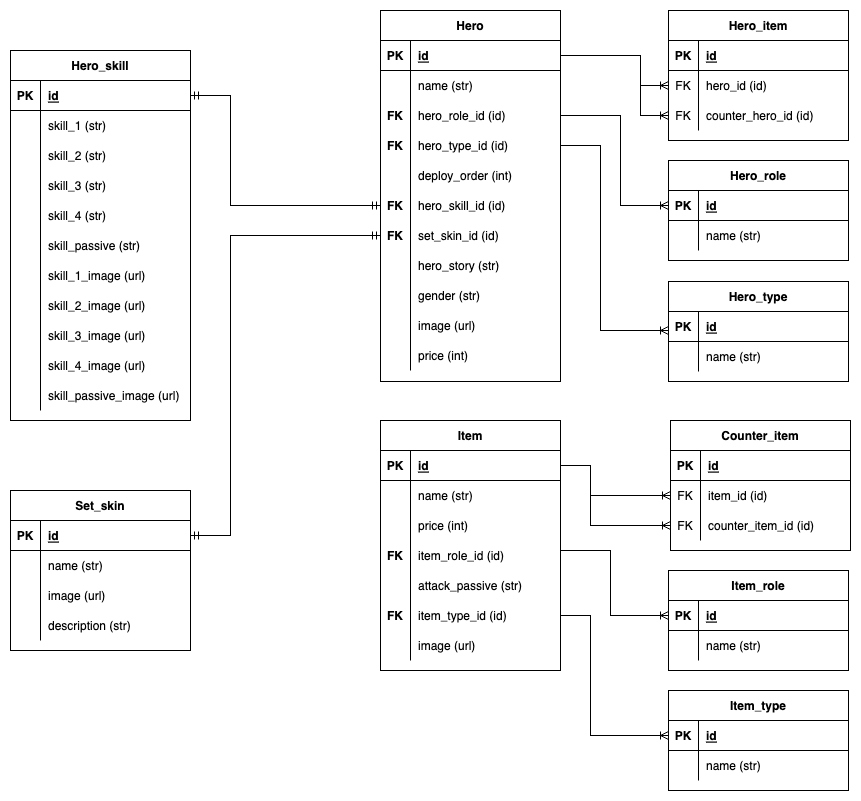 Hero_skill
PK id
skill_1 (str)
skill_2 (str)
skill_3 (str)
skill_4 (str)
skill_passive (str)
skill_1_image (url)
skill_2_image (url)
skill_3_image (url)
skill_4_image (url)
skill_passive_image (url)
Set_skin
PK id
name (str)
image (url)
description (str)
Hero
PK id
name (str)
FK hero_role_id (id)
FK hero_type_id (id)
deploy_order (int)
FK hero_skill_id (id)
FK set_skin_id (id)
hero_story (str)
gender (str)
image (url)
price (int)
Item
PK id
name (str)
price (int)
FK item_role_id (id)
attack_passive (str)
FK item_type_id (id)
image (url)
Hero_item
PK id
FK hero_id (id)
FK counter_hero_id (id)
Hero_role
PK id
name (str)
Hero_type
PK id
name (str)
Counter_item
PK id
FK item_id (id)
FK counter_item_id (id)
Item_role
PK id
name (str)
Item_type
PK id
name (str)